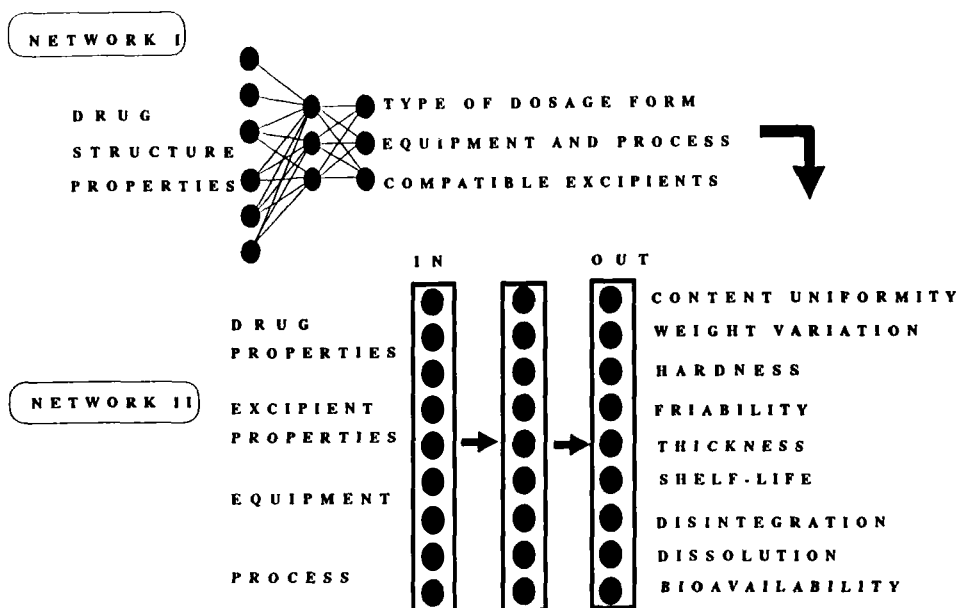 NETWORK I
DRUG
STRUCTURE
PROPERTIES
TYPE OF DOSAGE FORM
EQUIPMENT AND PROCESS
COMPATIBLE EXCIPIENTS
IN
OUT
NETWORK II
DRUG
PROPERTIES
EXCIPIENT
PROPERTIES
EQUIPMENT
PROCESS
CONTENT UNIFORMITY
WEIGHT VARIATION
HARDNESS
FRIABILITY
THICKNESS
SHELF-LIFE
DISINTEGRATION
DISSOLUTION
BIOAVAILABILITY